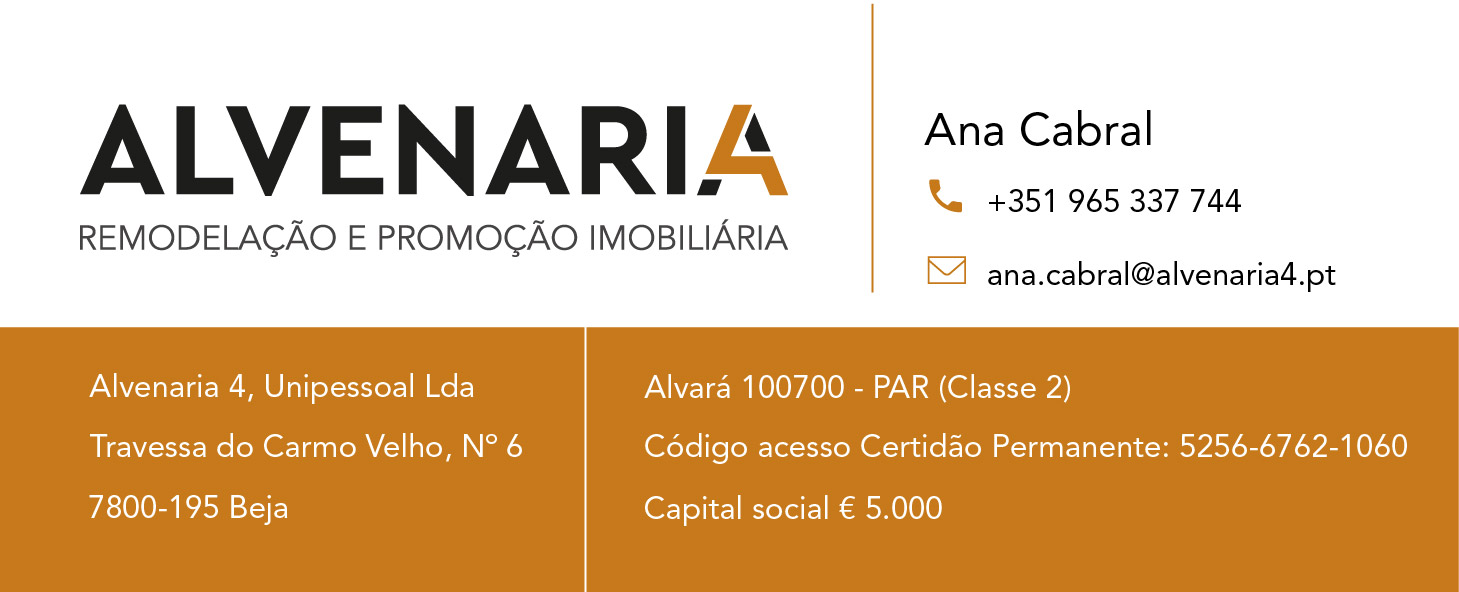 ALVENARIA
REMODELAÇÃO E PROMOÇÃO IMOBILIÁRIA
Ana Cabral
+351 965 337 744
ana.cabral@alvenaria4.pt
Alvenaria 4, Unipessoal Lda
Travessa do Carmo Velho, Nº 6
7800-195 Beja
Alvará 100700 - PAR (Classe 2)
Código acesso Certidão Permanente: 5256-6762-1060
Capital social € 5.000